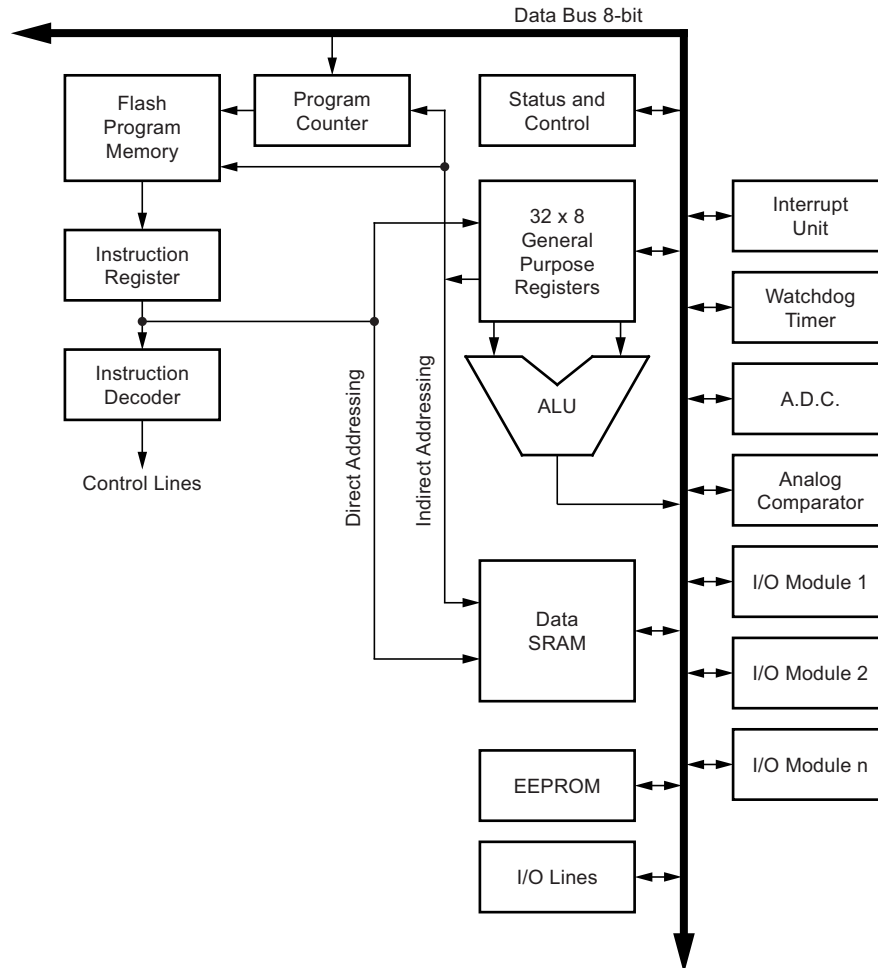 Data Bus 8-bit
Flash
Program
Memory
Program
Counter
Status and
Control
32 x 8
General
Purpose
Registers
Interrupt
Unit
Instruction
Register
Watchdog
Timer
Instruction
Decoder
ALU
A.D.C.
Control Lines
Direct Addressing
Indirect Addressing
Analog
Comparator
I/O Module 1
Data
SRAM
I/O Module 2
I/O Module n
EEPROM
I/O Lines